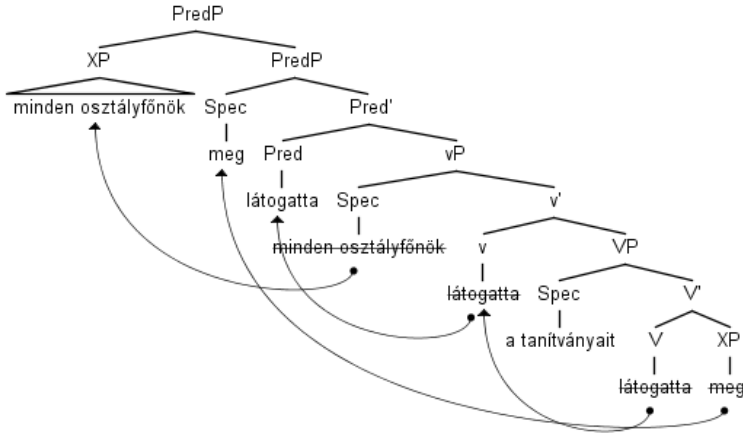 PredP
XP PredP
minden osztályfőnök Spec Pred'
meg Pred vP
látogatta Spec v'
minden osztályfőnök v VP
látogatta Spec V'
a tanítványait V XP
látogatta meg